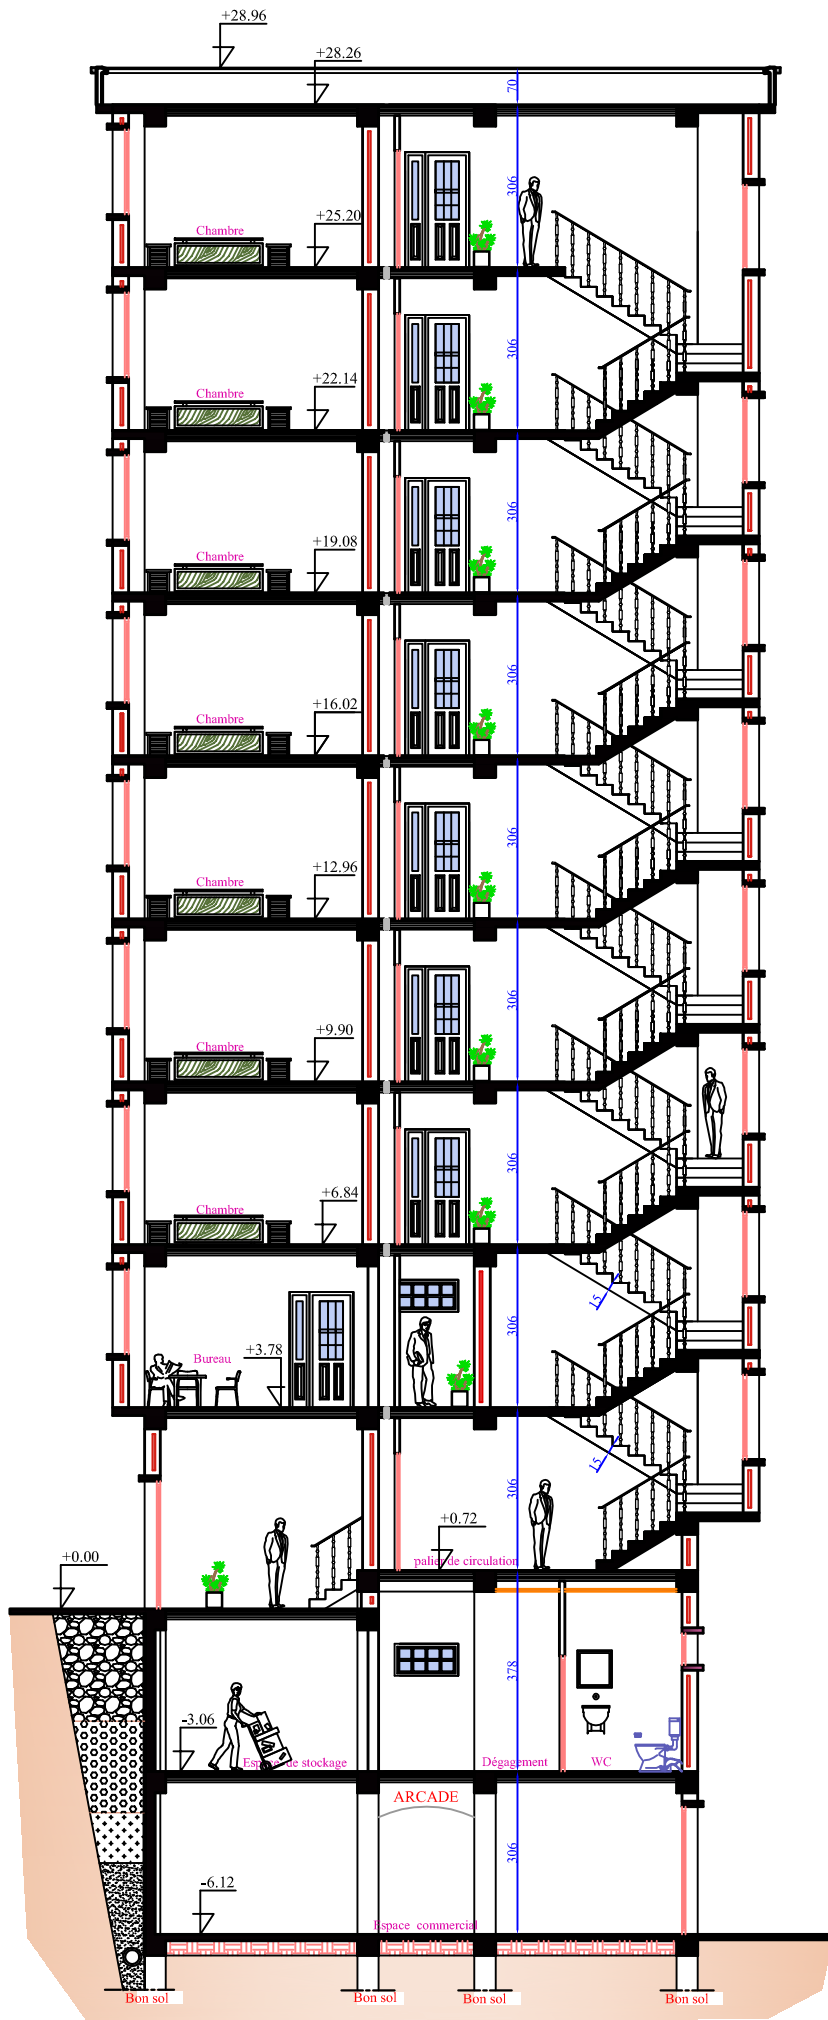 +28.96
+28.26
70
306
+25.20
Chambre
306
+22.14
Chambre
306
+19.08
Chambre
306
+16.02
Chambre
306
+12.96
Chambre
306
+9.90
Chambre
306
+6.84
Chambre
15
306
+3.78
Bureau
15
306
+0.72
palier de circulation
+0.00
378
-3.06
Espace de stockage
Dégagement
WC
ARCADE
306
-6.12
Espace commercial
Bon sol
Bon sol
Bon sol
Bon sol